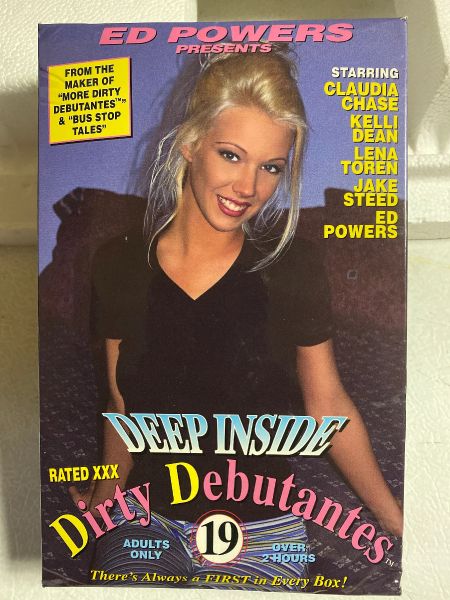 ED POWERS
PRESENTS
FROM THE
MAKER OF
"MORE DIRTY
DEBUTANTES™"
& "BUS STOP
TALES"
STARRING
CLAUDIA
CHASE
KELLI
DEAN
LENA
TOREN
JAKE
STEED
ED
POWERS
DEEP INSIDE
RATED XXX
Dirty Debutantes™
ADULTS
ONLY
19
OVER
2 HOURS
There's Always a FIRST in Every Box!